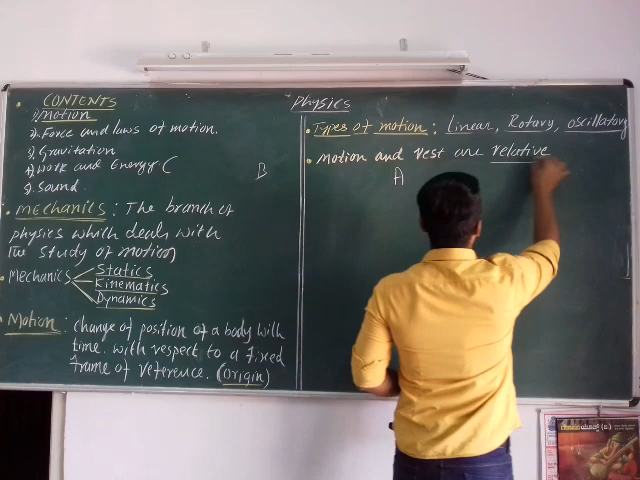 Physics
CONTENTS
1) Motion
2) Force and laws of motion.
3) Gravitation
4) Work and Energy C
5) Sound.
B
Mechanics : The branch of
physics which deals with
the study of motion
Mechanics
Statics
Kinematics
Dynamics
Motion : change of position of a body with
time. with respect to a fixed
frame of reference. (origin)
Types of motion : Linear, Rotary, oscillatory
Motion and rest are relative
A